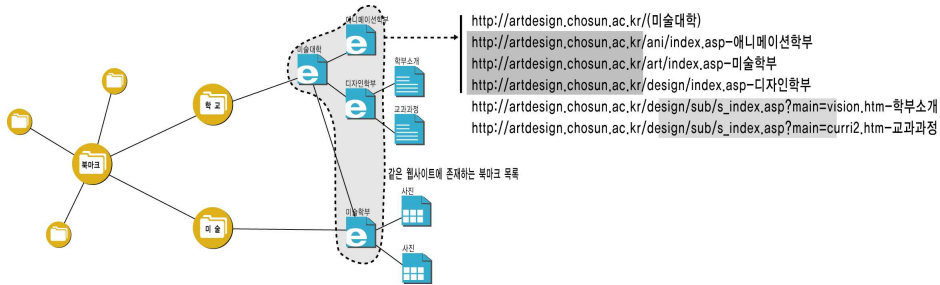 애니메이션학부
미술대학
디자인학부
학부소개
교과과정
학 교
북마크
미 술
미술학부
사진
사진
같은 웹사이트에 존재하는 북마크 목록
http://artdesign.chosun.ac.kr/(미술대학)
http://artdesign.chosun.ac.kr/ani/index.asp-애니메이션학부
http://artdesign.chosun.ac.kr/art/index.asp-미술학부
http://artdesign.chosun.ac.kr/design/index.asp-디자인학부
http://artdesign.chosun.ac.kr/design/sub/s_index.asp?main=vision.htm-학부소개
http://artdesign.chosun.ac.kr/design/sub/s_index.asp?main=curri2.htm-교과과정